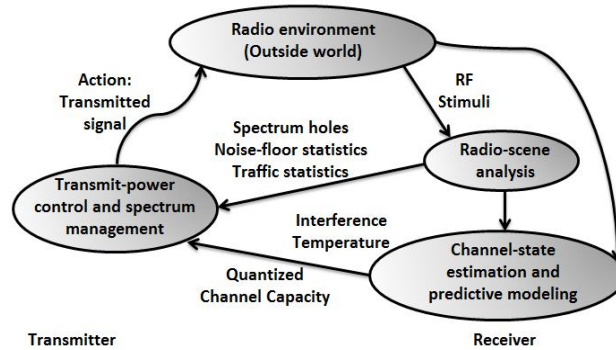 Radio environment
(Outside world)
Action:
Transmitted
signal
RF
Stimuli
Spectrum holes
Noise-floor statistics
Traffic statistics
Radio-scene
analysis
Transmit-power
control and spectrum
management
Interference
Temperature
Channel-state
estimation and
predictive modeling
Quantized
Channel Capacity
Transmitter
Receiver